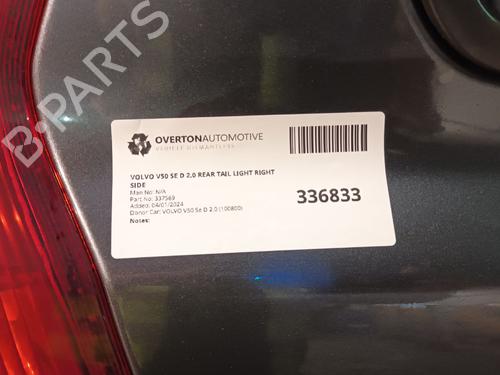 B-PARTS
OVERTONAUTOMOTIVE
VEHICLE DISMANTLERS
VOLVO V50 SE D 2.0 REAR TAIL LIGHT RIGHT
SIDE
Man No: N/A
Part No: 337569
Added: 04/01/2024
Donor Car: VOLVO V50 Se D 2.0 (100800)
Notes:
336833